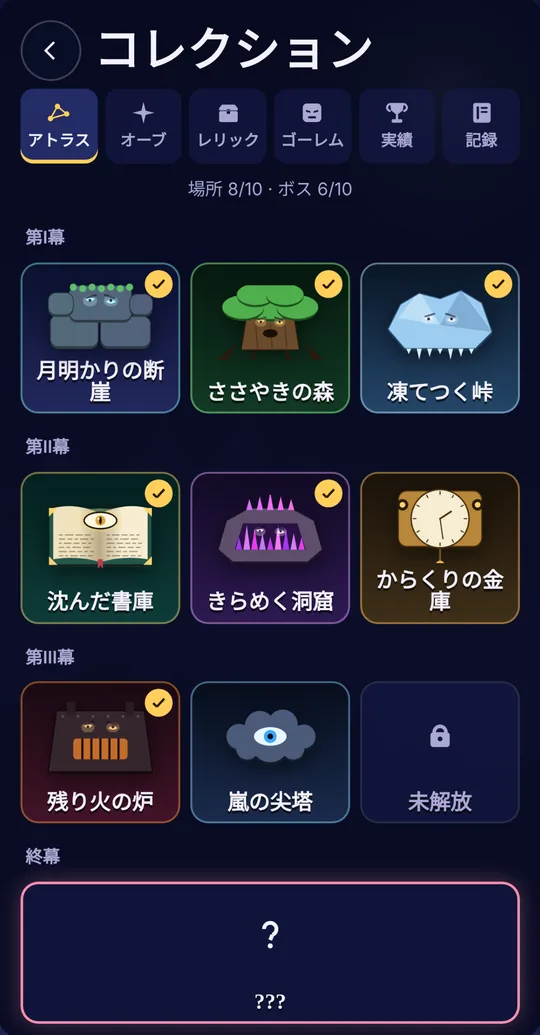 コレクション
アトラス
オーブ
レリック
ゴーレム
実績
記録
場所 8/10 · ボス 6/10
第I幕
月明かりの断
崖
ささやきの森
凍てつく峠
第II幕
沈んだ書庫
きらめく洞窟
からくりの金
庫
第III幕
残り火の炉
嵐の尖塔
未解放
終幕
?
???